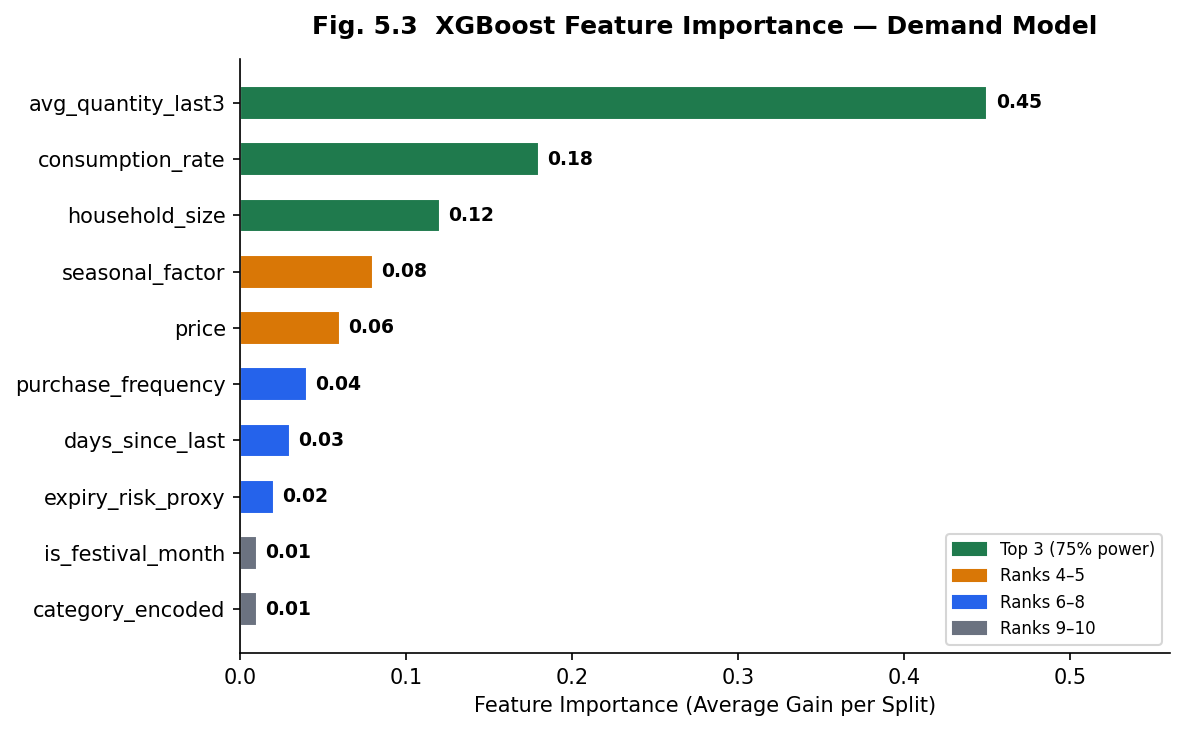 Fig. 5.3  XGBoost Feature Importance — Demand Model
avg_quantity_last3 0.45
consumption_rate 0.18
household_size 0.12
seasonal_factor 0.08
price 0.06
purchase_frequency 0.04
days_since_last 0.03
expiry_risk_proxy 0.02
is_festival_month 0.01
category_encoded 0.01
Top 3 (75% power)
Ranks 4–5
Ranks 6–8
Ranks 9–10
0.0 0.1 0.2 0.3 0.4 0.5
Feature Importance (Average Gain per Split)